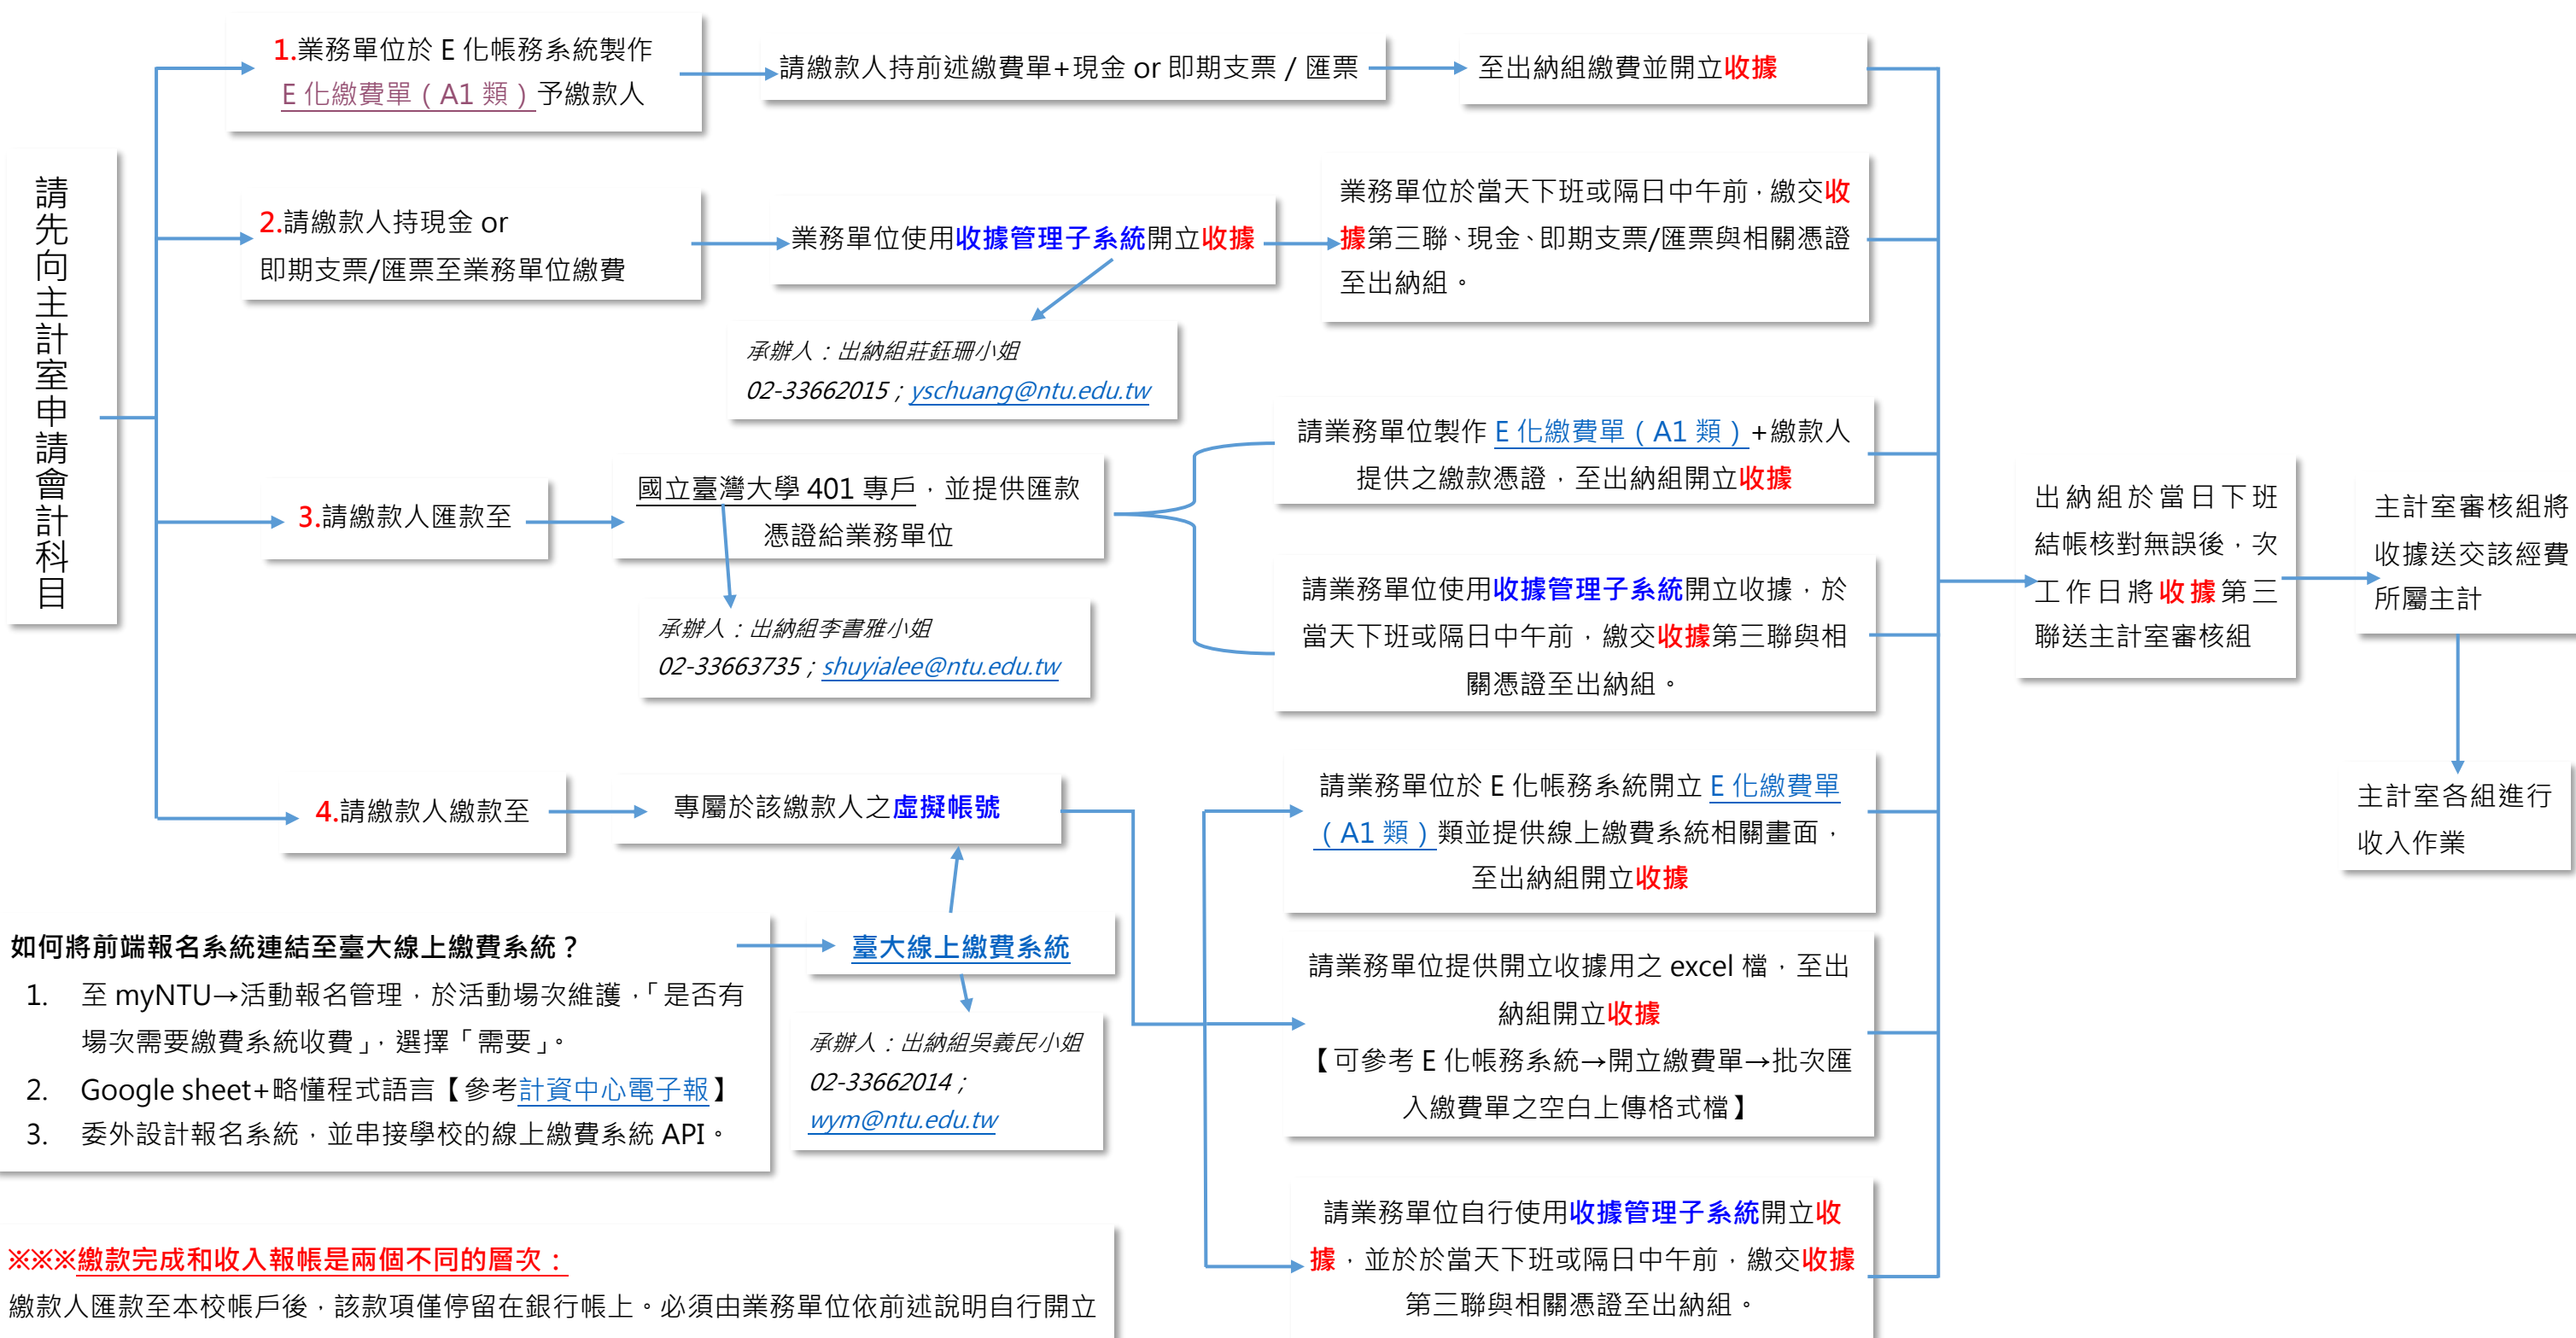 請先向主計室申請會計科目
1.業務單位於 E 化帳務系統製作
E 化繳費單（A1 類）予繳款人
請繳款人持前述繳費單+現金 or 即期支票 / 匯票
至出納組繳費並開立收據
2.請繳款人持現金 or
即期支票/匯票至業務單位繳費
業務單位使用收據管理子系統開立收據
業務單位於當天下班或隔日中午前，繳交收
據第三聯、現金、即期支票/匯票與相關憑證
至出納組。
承辦人：出納組莊鈺珊小姐
02-33662015；yschuang@ntu.edu.tw
3.請繳款人匯款至
國立臺灣大學 401 專戶，並提供匯款
憑證給業務單位
承辦人：出納組李書雅小姐
02-33663735；shuyialee@ntu.edu.tw
請業務單位製作 E 化繳費單（A1 類）+繳款人
提供之繳款憑證，至出納組開立收據
請業務單位使用收據管理子系統開立收據，於
當天下班或隔日中午前，繳交收據第三聯與相
關憑證至出納組。
4.請繳款人繳款至
專屬於該繳款人之虛擬帳號
臺大線上繳費系統
承辦人：出納組吳義民小姐
02-33662014；
wym@ntu.edu.tw
請業務單位於 E 化帳務系統開立 E 化繳費單
（A1 類）類並提供線上繳費系統相關畫面，
至出納組開立收據
請業務單位提供開立收據用之 excel 檔，至出
納組開立收據
【可參考 E 化帳務系統→開立繳費單→批次匯
入繳費單之空白上傳格式檔】
請業務單位自行使用收據管理子系統開立收
據，並於於當天下班或隔日中午前，繳交收據
第三聯與相關憑證至出納組。
出納組於當日下班
結帳核對無誤後，次
工作日將收據第三
聯送主計室審核組
主計室審核組將
收據送交該經費
所屬主計
主計室各組進行
收入作業
如何將前端報名系統連結至臺大線上繳費系統？
1. 至 myNTU→活動報名管理，於活動場次維護，「是否有
場次需要繳費系統收費」，選擇「需要」。
2. Google sheet+略懂程式語言【參考計資中心電子報】
3. 委外設計報名系統，並串接學校的線上繳費系統 API。
※※※繳款完成和收入報帳是兩個不同的層次：
繳款人匯款至本校帳戶後，該款項僅停留在銀行帳上。必須由業務單位依前述說明自行開立